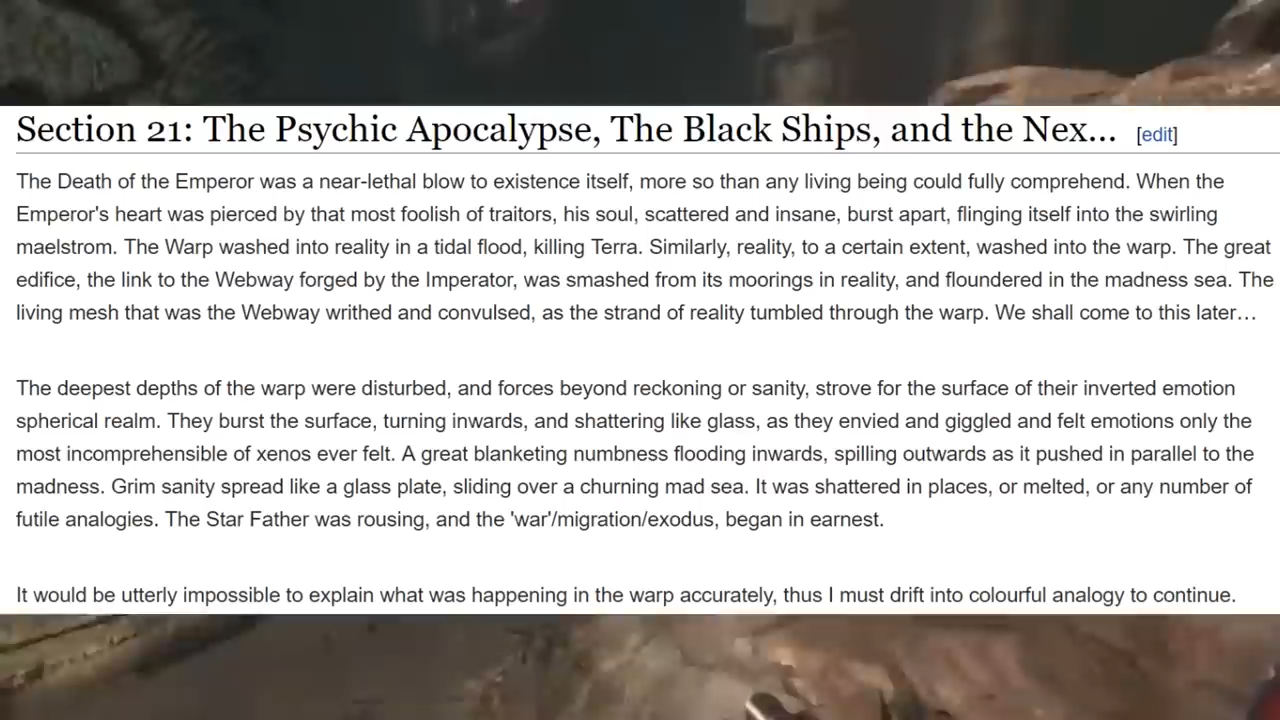 Section 21: The Psychic Apocalypse, The Black Ships, and the Nex... [edit]
The Death of the Emperor was a near-lethal blow to existence itself, more so than any living being could fully comprehend. When the
Emperor's heart was pierced by that most foolish of traitors, his soul, scattered and insane, burst apart, flinging itself into the swirling
maelstrom. The Warp washed into reality in a tidal flood, killing Terra. Similarly, reality, to a certain extent, washed into the warp. The great
edifice, the link to the Webway forged by the Imperator, was smashed from its moorings in reality, and floundered in the madness sea. The
living mesh that was the Webway writhed and convulsed, as the strand of reality tumbled through the warp. We shall come to this later…
The deepest depths of the warp were disturbed, and forces beyond reckoning or sanity, strove for the surface of their inverted emotion
spherical realm. They burst the surface, turning inwards, and shattering like glass, as they envied and giggled and felt emotions only the
most incomprehensible of xenos ever felt. A great blanketing numbness flooding inwards, spilling outwards as it pushed in parallel to the
madness. Grim sanity spread like a glass plate, sliding over a churning mad sea. It was shattered in places, or melted, or any number of
futile analogies. The Star Father was rousing, and the 'war'/migration/exodus, began in earnest.
It would be utterly impossible to explain what was happening in the warp accurately, thus I must drift into colourful analogy to continue.